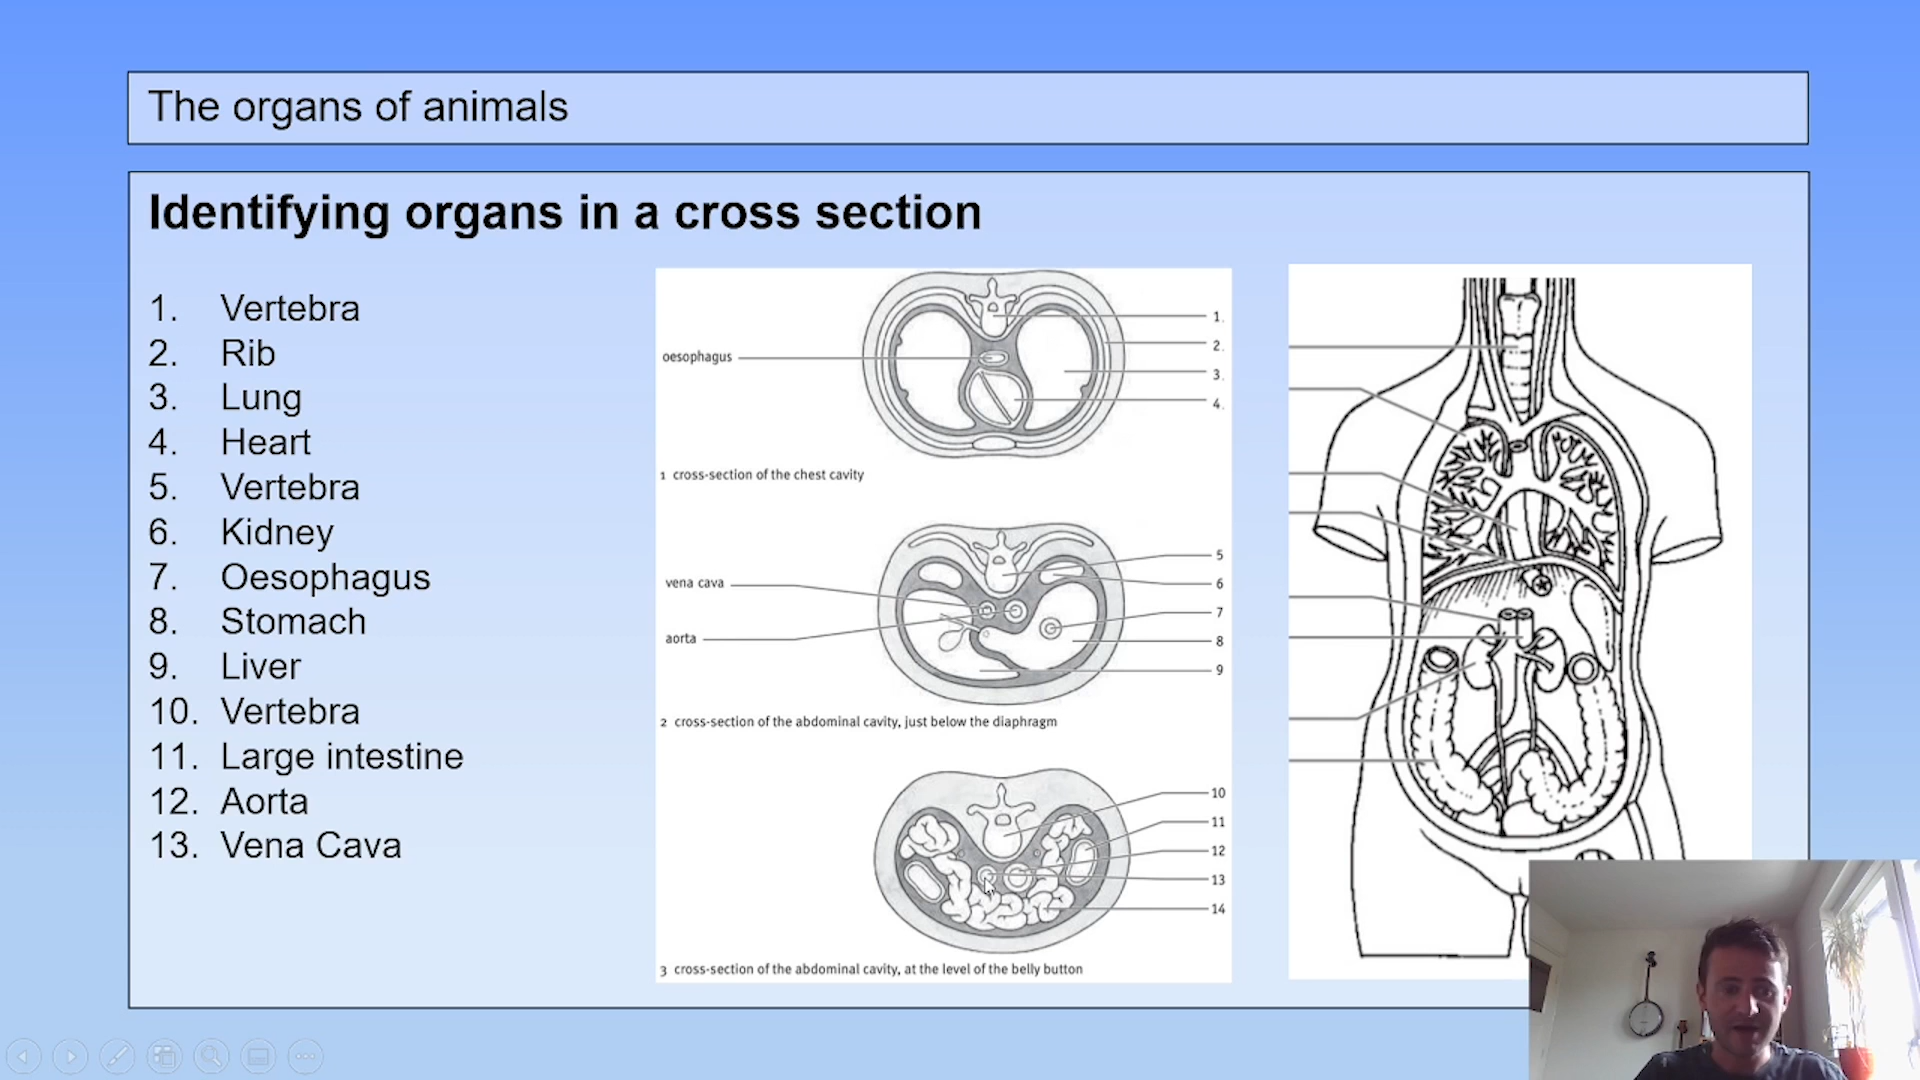 The organs of animals
Identifying organs in a cross section
1. Vertebra
2. Rib
3. Lung
4. Heart
5. Vertebra
6. Kidney
7. Oesophagus
8. Stomach
9. Liver
10. Vertebra
11. Large intestine
12. Aorta
13. Vena Cava
oesophagus
1.
2.
3.
4.
1 cross-section of the chest cavity
vena cava
aorta
5
6
7
8
9
2 cross-section of the abdominal cavity, just below the diaphragm
10
11
12
13
14
3 cross-section of the abdominal cavity, at the level of the belly button